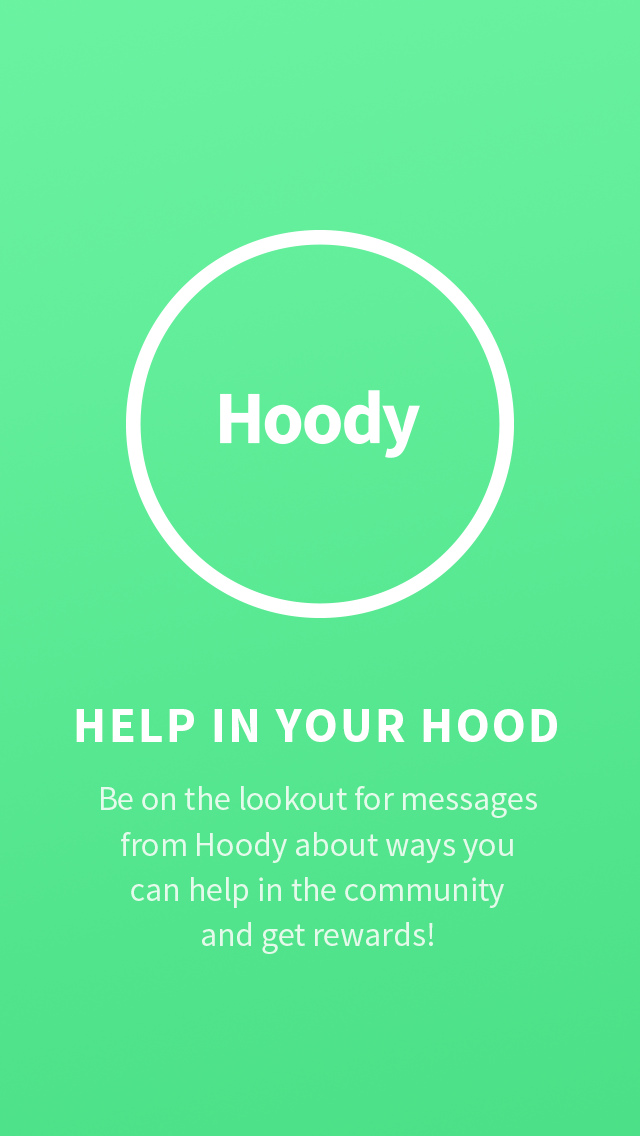 Hoody
HELP IN YOUR HOOD
Be on the lookout for messages
from Hoody about ways you
can help in the community
and get rewards!